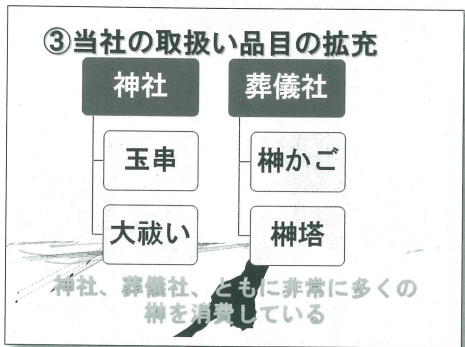 ③当社の取扱い品目の拡充
神社
葬儀社
玉串
榊かご
大祓い
榊塔
神社、葬儀社、ともに非常に多くの
榊を消費している